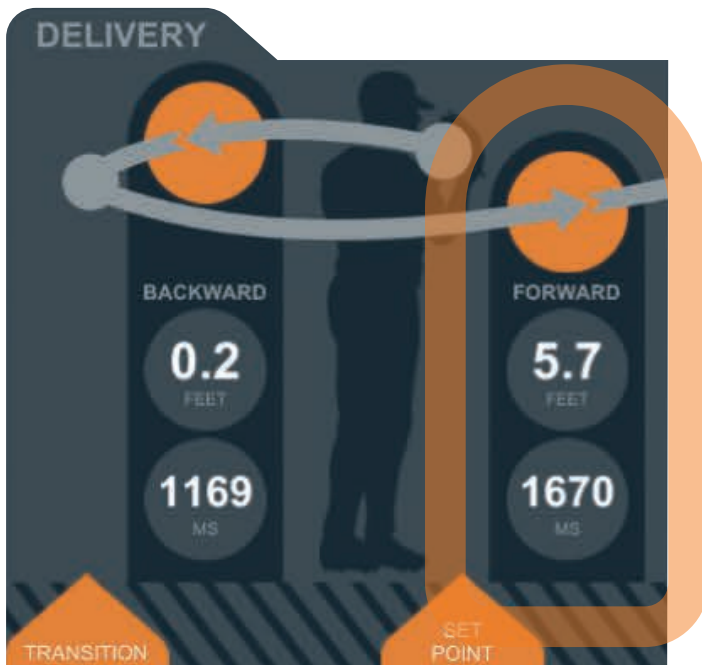 DELIVERY
BACKWARD
0.2
FEET
1169
MS
FORWARD
5.7
FEET
1670
MS
TRANSITION
SET
POINT